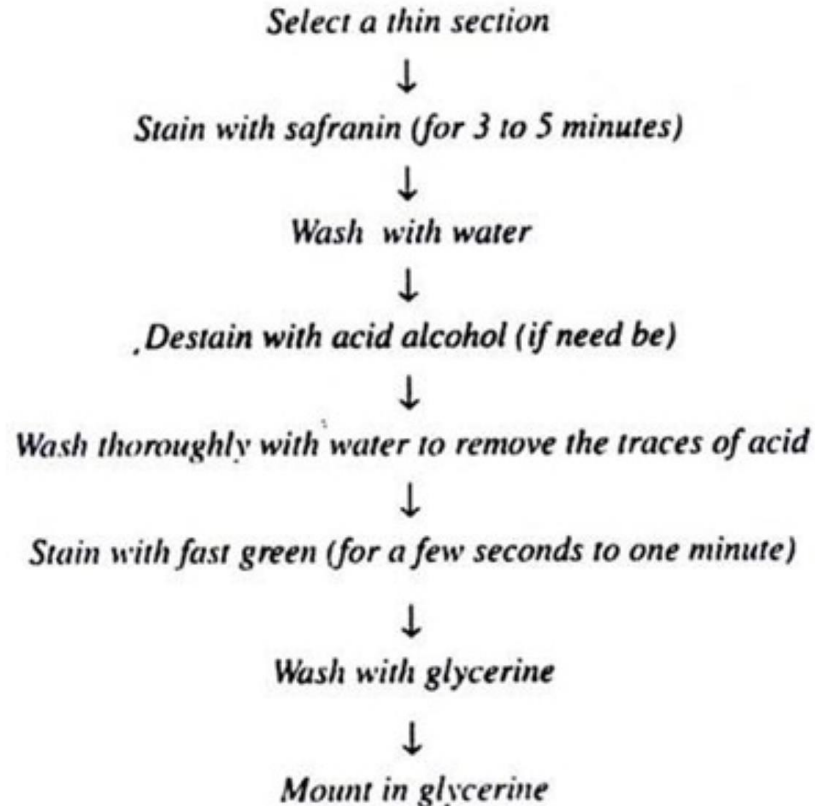 Select a thin section
↓
Stain with safranin (for 3 to 5 minutes)
↓
Wash with water
↓
Destain with acid alcohol (if need be)
↓
Wash thoroughly with water to remove the traces of acid
↓
Stain with fast green (for a few seconds to one minute)
↓
Wash with glycerine
↓
Mount in glycerine